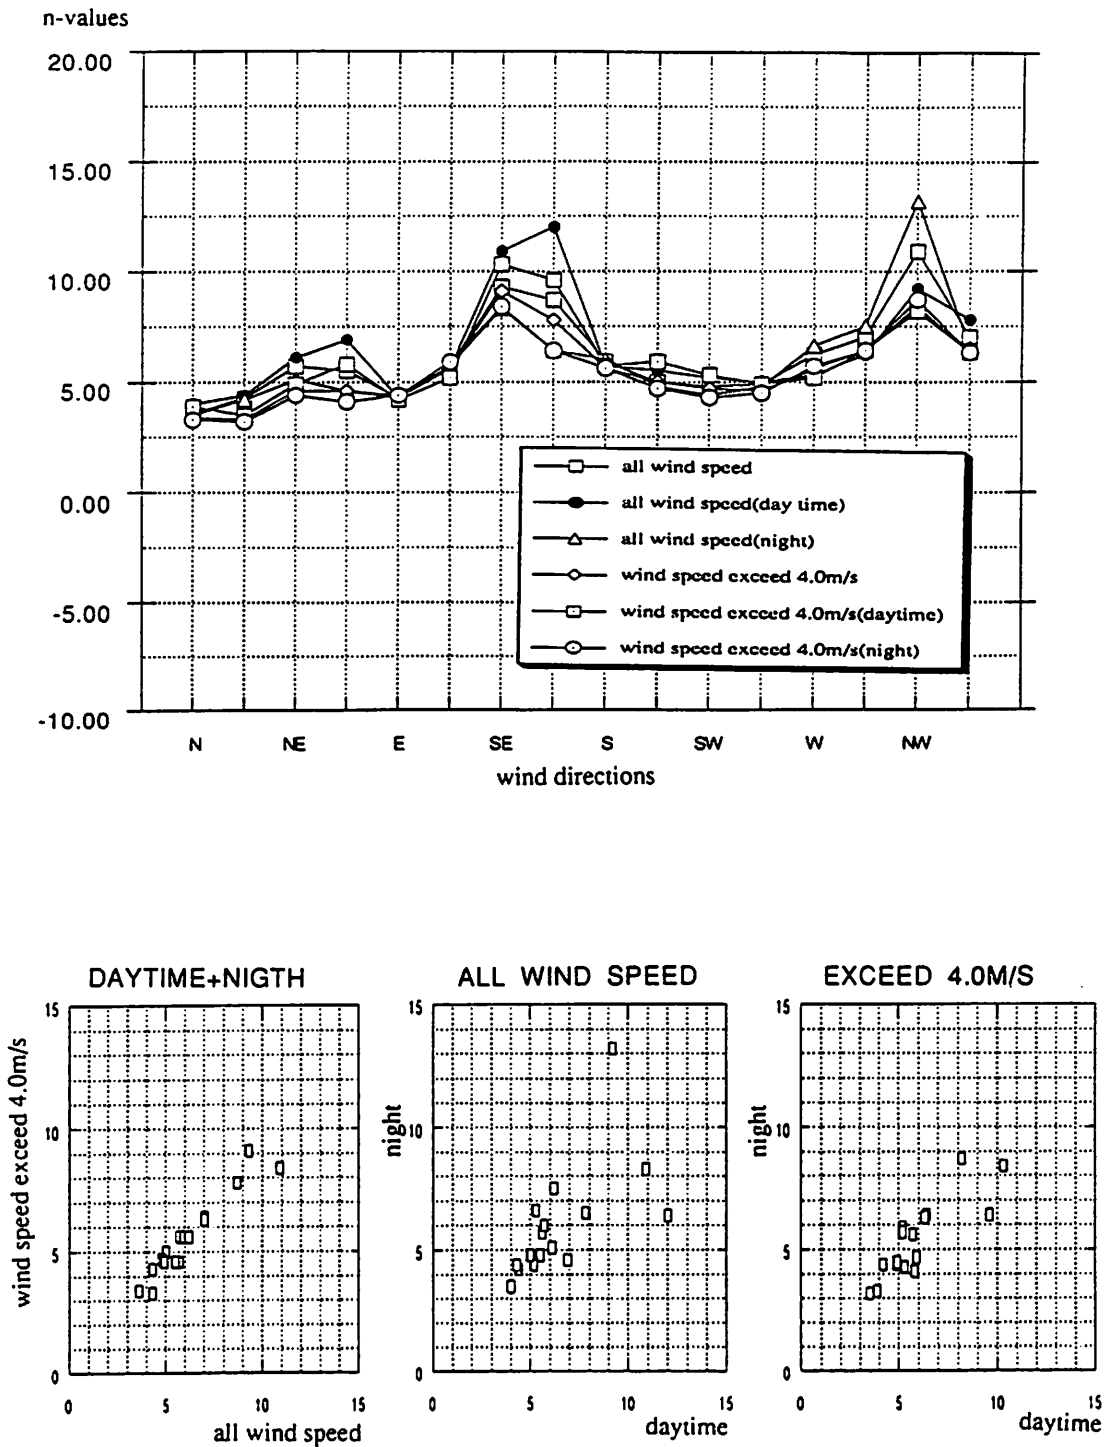 n-values
20.00
15.00
10.00
5.00
0.00
-5.00
-10.00
all wind speed
all wind speed(day time)
all wind speed(night)
wind speed exceed 4.0m/s
wind speed exceed 4.0m/s(daytime)
wind speed exceed 4.0m/s(night)
N NE E SE S SW W NW
wind directions
DAYTIME+NIGTH
15
10
5
0
wind speed exceed 4.0m/s
0 5 10 15
all wind speed
ALL WIND SPEED
15
10
5
0
night
0 5 10 15
daytime
EXCEED 4.0M/S
15
10
5
0
night
0 5 10 15
daytime